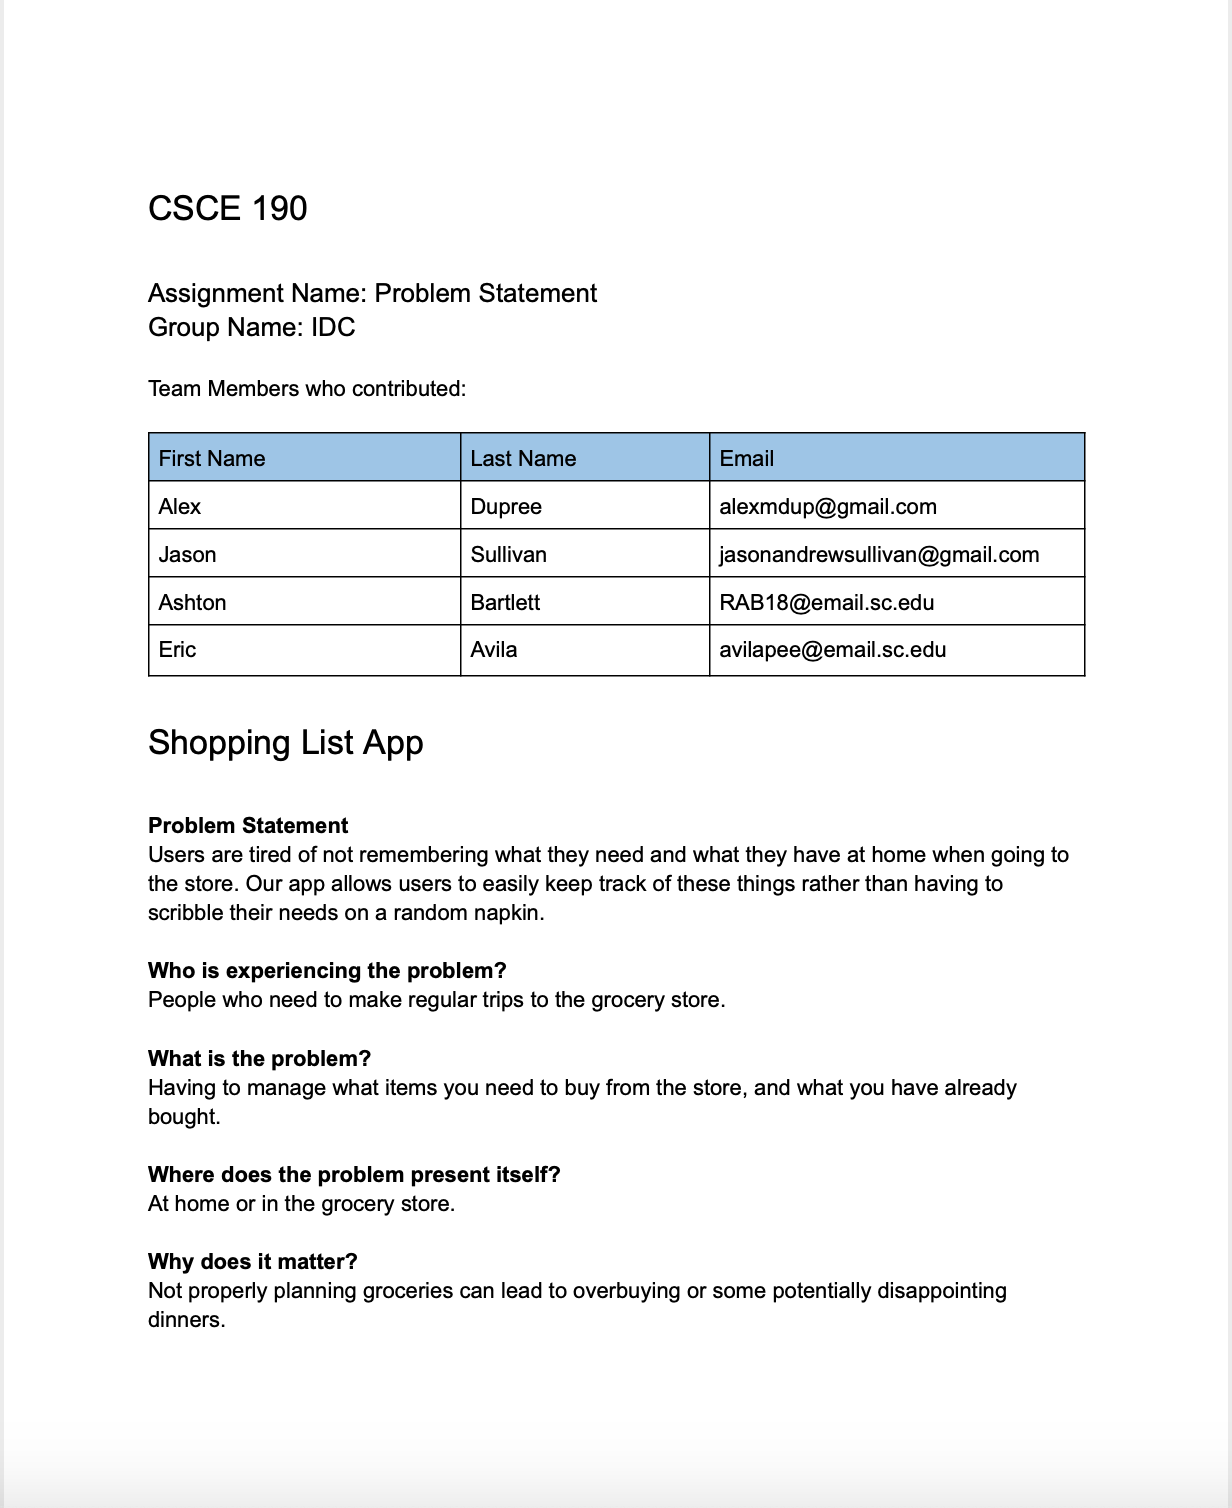 CSCE 190
Assignment Name: Problem Statement
Group Name: IDC
Team Members who contributed:
First Name Last Name Email
Alex Dupree alexmdup@gmail.com
Jason Sullivan jasonandrewsullivan@gmail.com
Ashton Bartlett RAB18@email.sc.edu
Eric Avila avilapee@email.sc.edu
Shopping List App
Problem Statement
Users are tired of not remembering what they need and what they have at home when going to
the store. Our app allows users to easily keep track of these things rather than having to
scribble their needs on a random napkin.
Who is experiencing the problem?
People who need to make regular trips to the grocery store.
What is the problem?
Having to manage what items you need to buy from the store, and what you have already
bought.
Where does the problem present itself?
At home or in the grocery store.
Why does it matter?
Not properly planning groceries can lead to overbuying or some potentially disappointing
dinners.